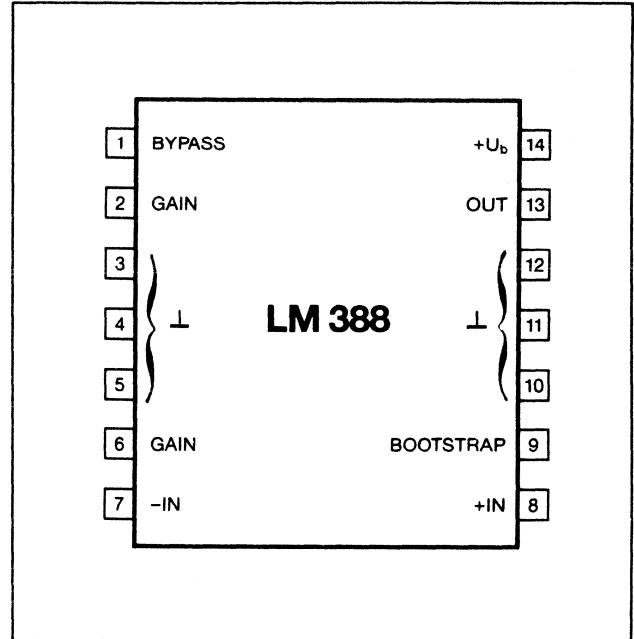 1 BYPASS +Ub 14
2 GAIN OUT 13
3 12
4 ⊥ LM 388 ⊥ 11
5 10
6 GAIN BOOTSTRAP 9
7 -IN +IN 8